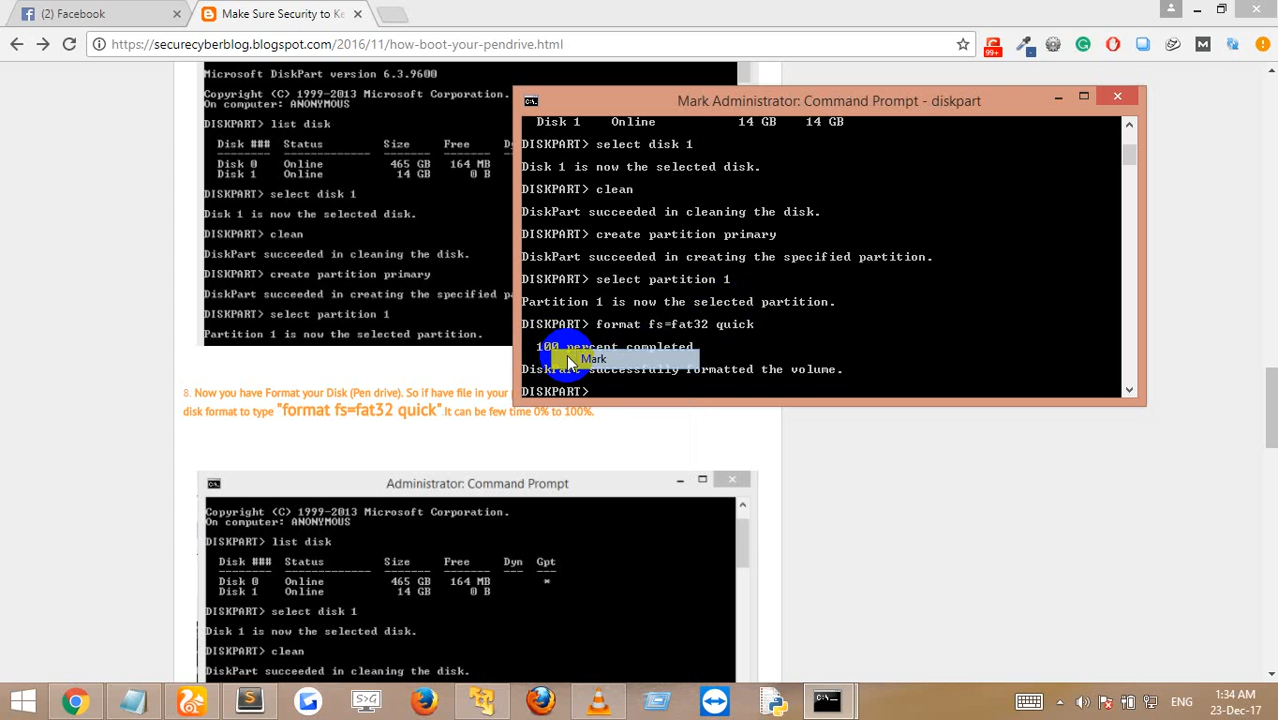 (2) Facebook
Make Sure Security to Ke
https://securecyberblog.blogspot.com/2016/11/how-boot-your-pendrive.html
99+
Microsoft DiskPart version 6.3.9600
Copyright (C) 1999-2013 Microsoft Corporation.
On computer: ANONYMOUS
DISKPART> list disk
Disk ### Status Size Free D
Disk 0 Online 465 GB 164 MB
Disk 1 Online 14 GB 0 B
DISKPART> select disk 1
Disk 1 is now the selected disk.
DISKPART> clean
DiskPart succeeded in cleaning the disk.
DISKPART> create partition primary
DiskPart succeeded in creating the specified p
DISKPART> select partition 1
Partition 1 is now the selected partition.
Mark Administrator: Command Prompt - diskpart
Disk 1 Online 14 GB 14 GB
DISKPART> select disk 1
Disk 1 is now the selected disk.
DISKPART> clean
DiskPart succeeded in cleaning the disk.
DISKPART> create partition primary
DiskPart succeeded in creating the specified partition.
DISKPART> select partition 1
Partition 1 is now the selected partition.
DISKPART> format fs=fat32 quick
100 percent completed
Mark
DiskPart successfully formatted the volume.
DISKPART>
8. Now you have Format your Disk (Pen drive). So if have file in your p
disk format to type "format fs=fat32 quick".It can be few time 0% to 100%.
Administrator: Command Prompt
Copyright (C) 1999-2013 Microsoft Corporation.
On computer: ANONYMOUS
DISKPART> list disk
Disk ### Status Size Free Dyn Gpt
Disk 0 Online 465 GB 164 MB *
Disk 1 Online 14 GB 0 B
DISKPART> select disk 1
Disk 1 is now the selected disk.
DISKPART> clean
DiskPart succeeded in cleaning the disk.
S>G
ENG
1:34 AM
23-Dec-17